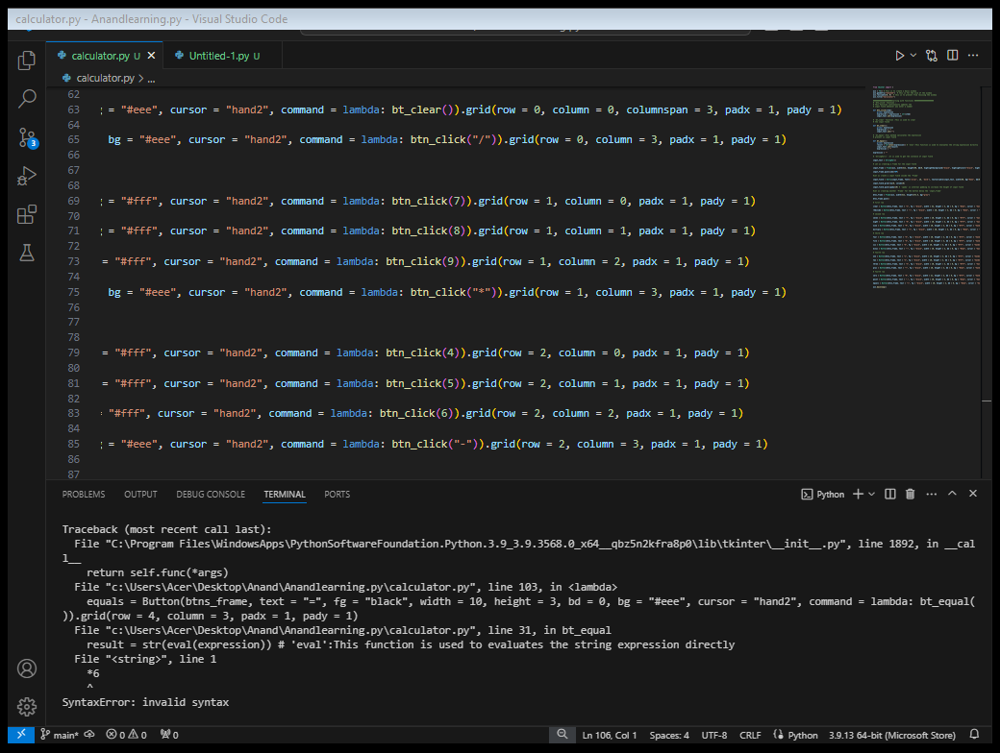 calculator.py - Anandlearning.py - Visual Studio Code
calculator.py U
Untitled-1.py U
calculator.py > ...
62
63 ; = "#eee", cursor = "hand2", command = lambda: bt_clear()).grid(row = 0, column = 0, columnspan = 3, padx = 1, pady = 1)
64
65 bg = "#eee", cursor = "hand2", command = lambda: btn_click("/")).grid(row = 0, column = 3, padx = 1, pady = 1)
66
67
68
69 ; = "#fff", cursor = "hand2", command = lambda: btn_click(7)).grid(row = 1, column = 0, padx = 1, pady = 1)
70
71 ; = "#fff", cursor = "hand2", command = lambda: btn_click(8)).grid(row = 1, column = 1, padx = 1, pady = 1)
72
73 = "#fff", cursor = "hand2", command = lambda: btn_click(9)).grid(row = 1, column = 2, padx = 1, pady = 1)
74
75 bg = "#eee", cursor = "hand2", command = lambda: btn_click("*")).grid(row = 1, column = 3, padx = 1, pady = 1)
76
77
78
79 = "#fff", cursor = "hand2", command = lambda: btn_click(4)).grid(row = 2, column = 0, padx = 1, pady = 1)
80
81 = "#fff", cursor = "hand2", command = lambda: btn_click(5)).grid(row = 2, column = 1, padx = 1, pady = 1)
82
83 "#fff", cursor = "hand2", command = lambda: btn_click(6)).grid(row = 2, column = 2, padx = 1, pady = 1)
84
85 ; = "#eee", cursor = "hand2", command = lambda: btn_click("-")).grid(row = 2, column = 3, padx = 1, pady = 1)
86
87
3
PROBLEMS OUTPUT DEBUG CONSOLE TERMINAL PORTS
Python
Traceback (most recent call last):
File "C:\Program Files\WindowsApps\PythonSoftwareFoundation.Python.3.9_3.9.3568.0_x64__qbz5n2kfra8p0\lib\tkinter\__init__.py", line 1892, in __cal
l__
return self.func(*args)
File "c:\Users\Acer\Desktop\Anand\Anandlearning.py\calculator.py", line 103, in <lambda>
equals = Button(btns_frame, text = "=", fg = "black", width = 10, height = 3, bd = 0, bg = "#eee", cursor = "hand2", command = lambda: bt_equal(
)).grid(row = 4, column = 3, padx = 1, pady = 1)
File "c:\Users\Acer\Desktop\Anand\Anandlearning.py\calculator.py", line 31, in bt_equal
result = str(eval(expression)) # 'eval':This function is used to evaluates the string expression directly
File "<string>", line 1
*6
^
SyntaxError: invalid syntax
main* 0 0 0 Ln 106, Col 1 Spaces: 4 UTF-8 CRLF Python 3.9.13 64-bit (Microsoft Store)